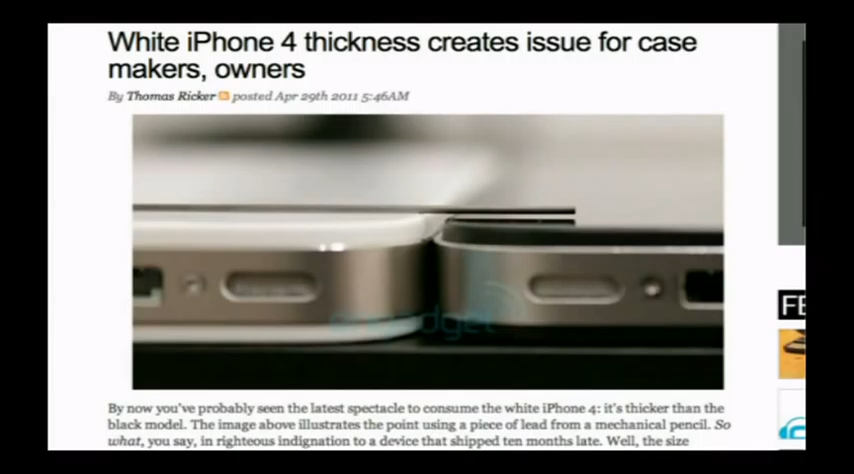 White iPhone 4 thickness creates issue for case
makers, owners
By Thomas Ricker posted Apr 29th 2011 5:46AM
engadget
FE
By now you've probably seen the latest spectacle to consume the white iPhone 4: it's thicker than the
black model. The image above illustrates the point using a piece of lead from a mechanical pencil. So
what, you say, in righteous indignation to a device that shipped ten months late. Well, the size